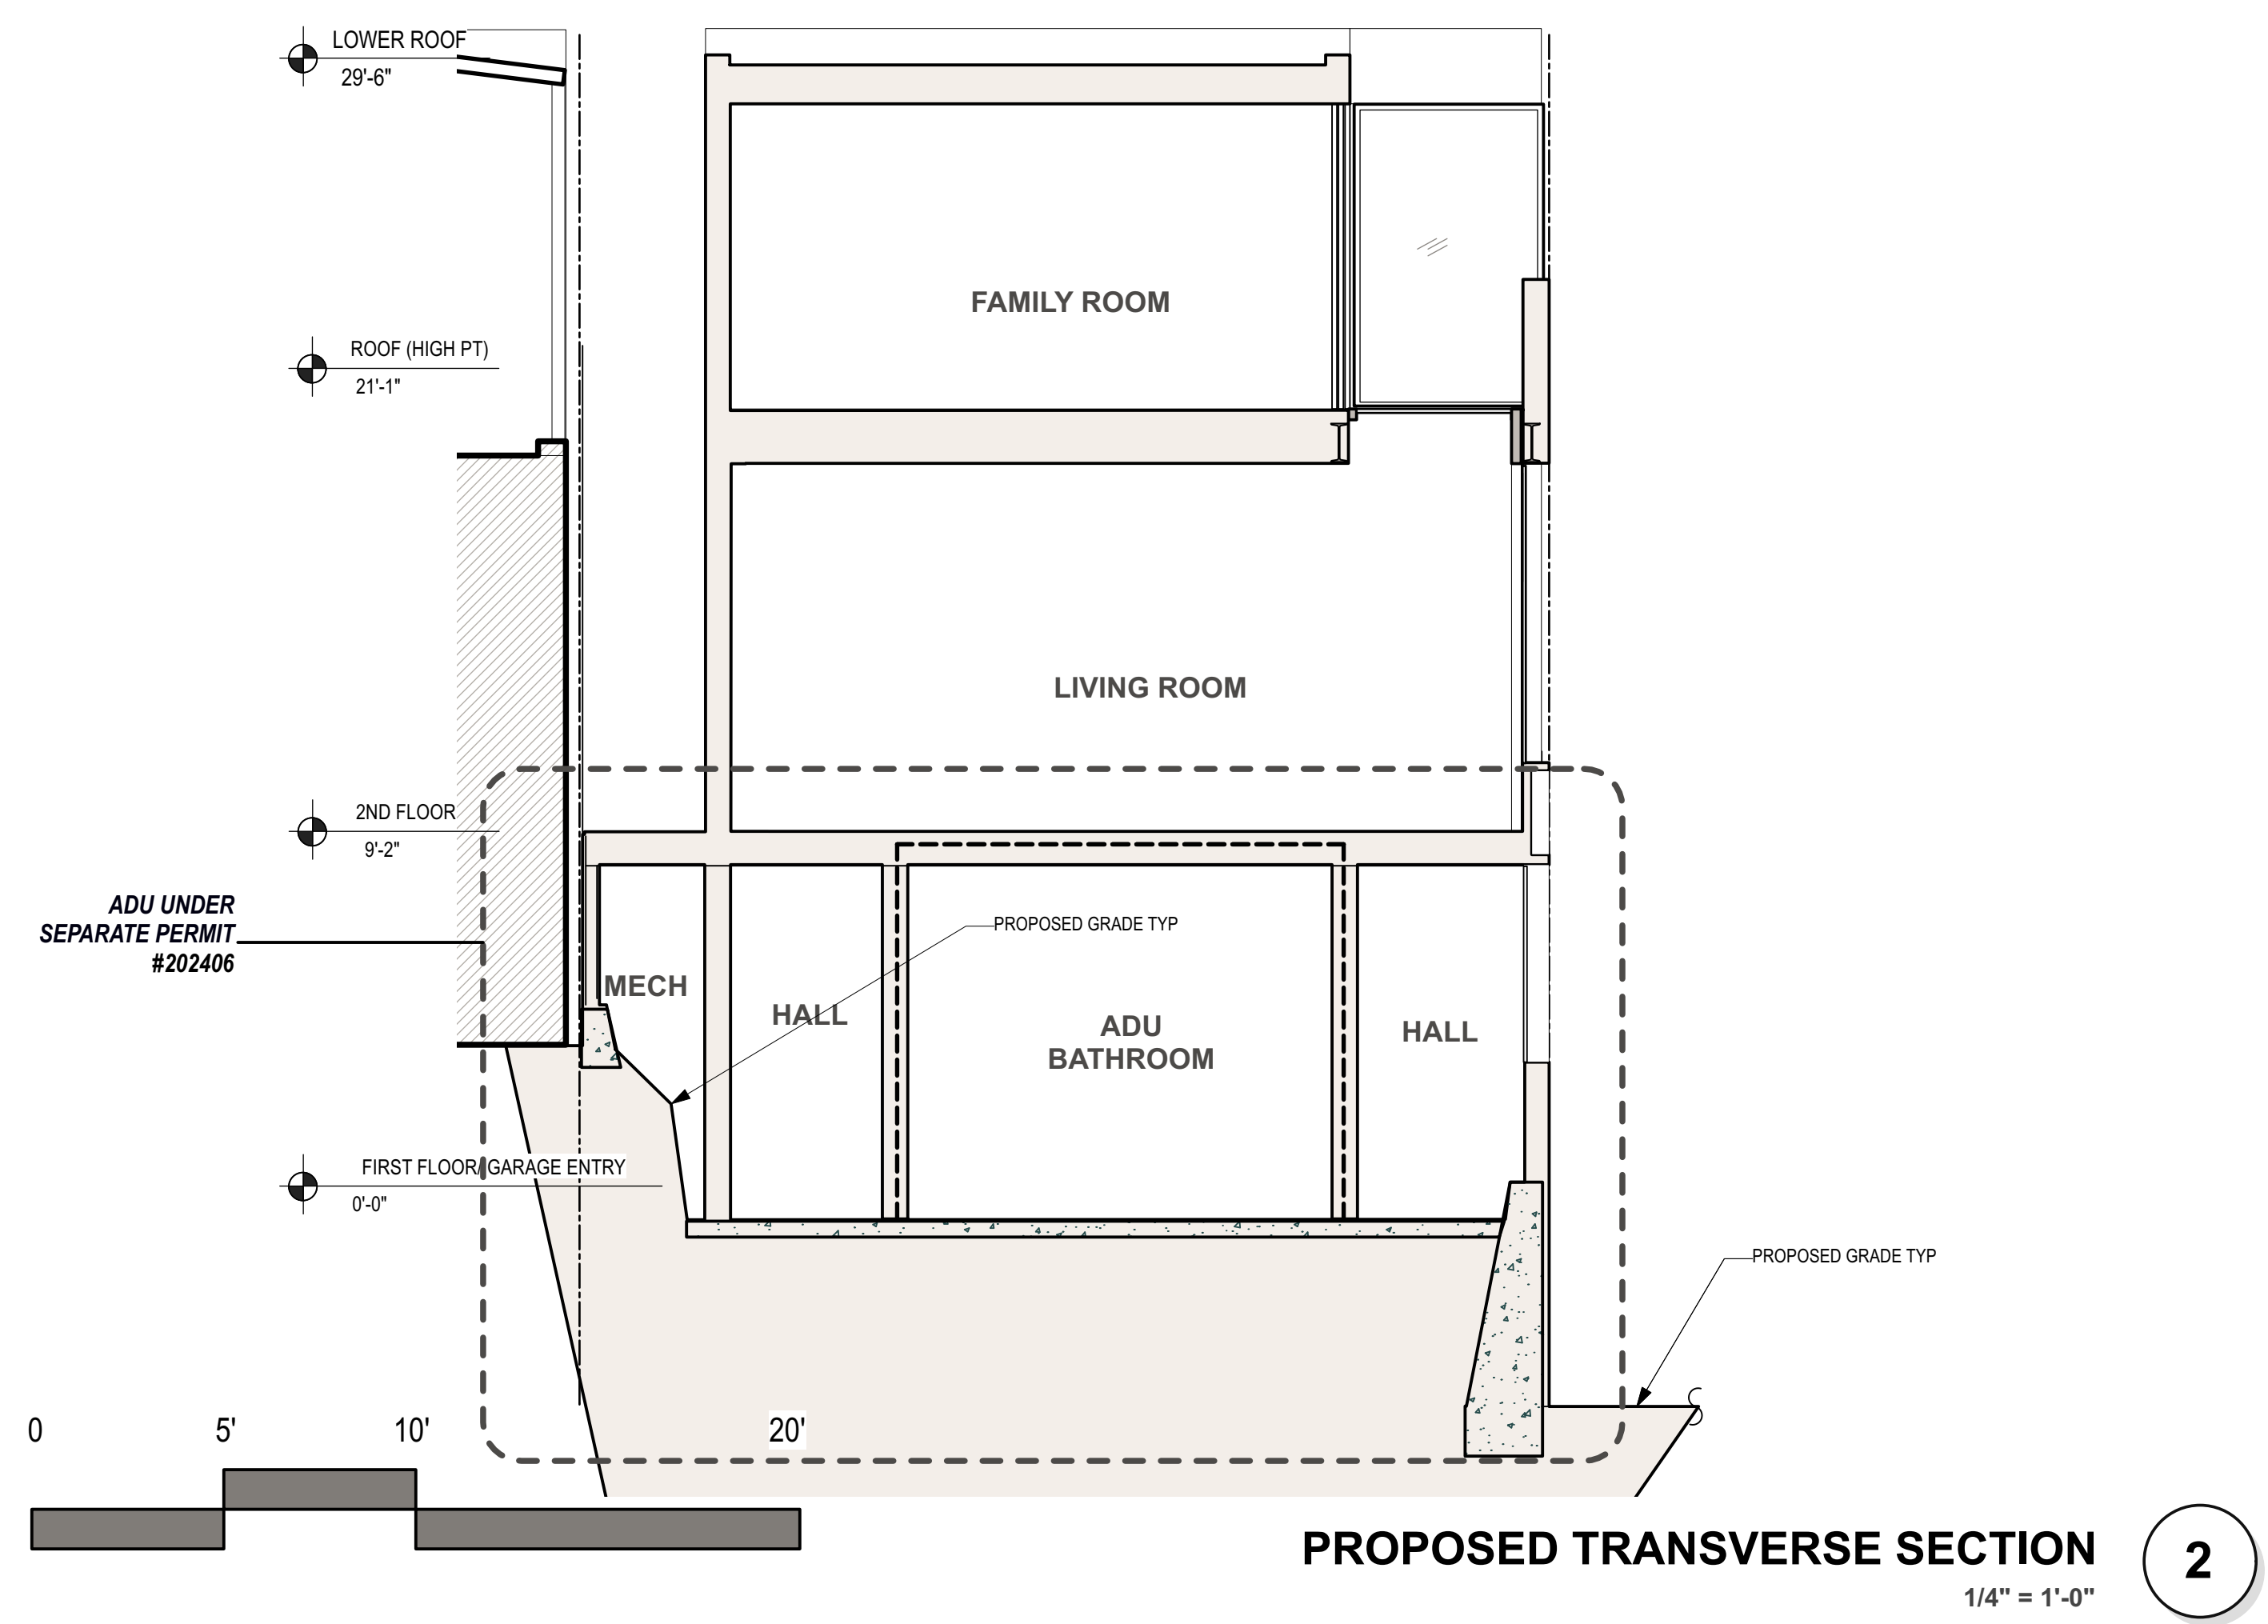 LOWER ROOF
29'-6"
FAMILY ROOM
ROOF (HIGH PT)
21'-1"
LIVING ROOM
2ND FLOOR
9'-2"
ADU UNDER
SEPARATE PERMIT
#202406
PROPOSED GRADE TYP
MECH
HALL
ADU
BATHROOM
HALL
FIRST FLOOR/ GARAGE ENTRY
0'-0"
PROPOSED GRADE TYP
0 5' 10' 20'
PROPOSED TRANSVERSE SECTION
1/4" = 1'-0"
2